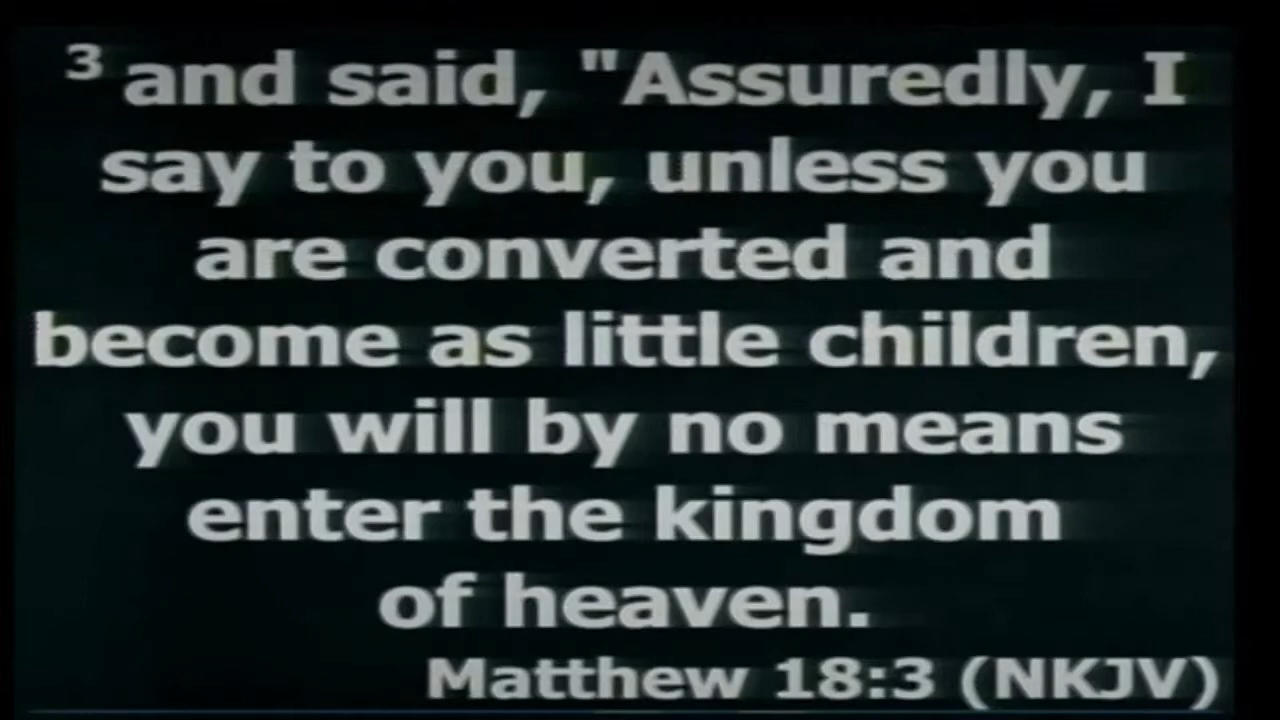 3 and said, "Assuredly, I
say to you, unless you
are converted and
become as little children,
you will by no means
enter the kingdom
of heaven.
Matthew 18:3 (NKJV)